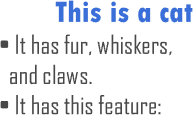 This is a cat
▪ It has fur, whiskers,
and claws.
▪ It has this feature: